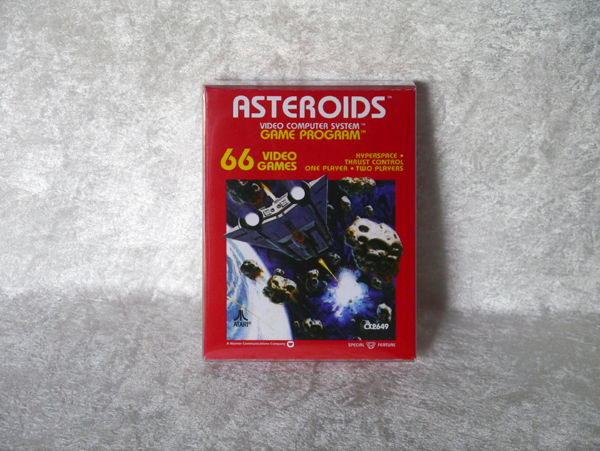 ASTEROIDS™
VIDEO COMPUTER SYSTEM™
GAME PROGRAM™
66 VIDEO GAMES
HYPERSPACE •
THRUST CONTROL
ONE PLAYER • TWO PLAYERS
ATARI®
CX2649
A Warner Communications Company
SPECIAL FEATURE